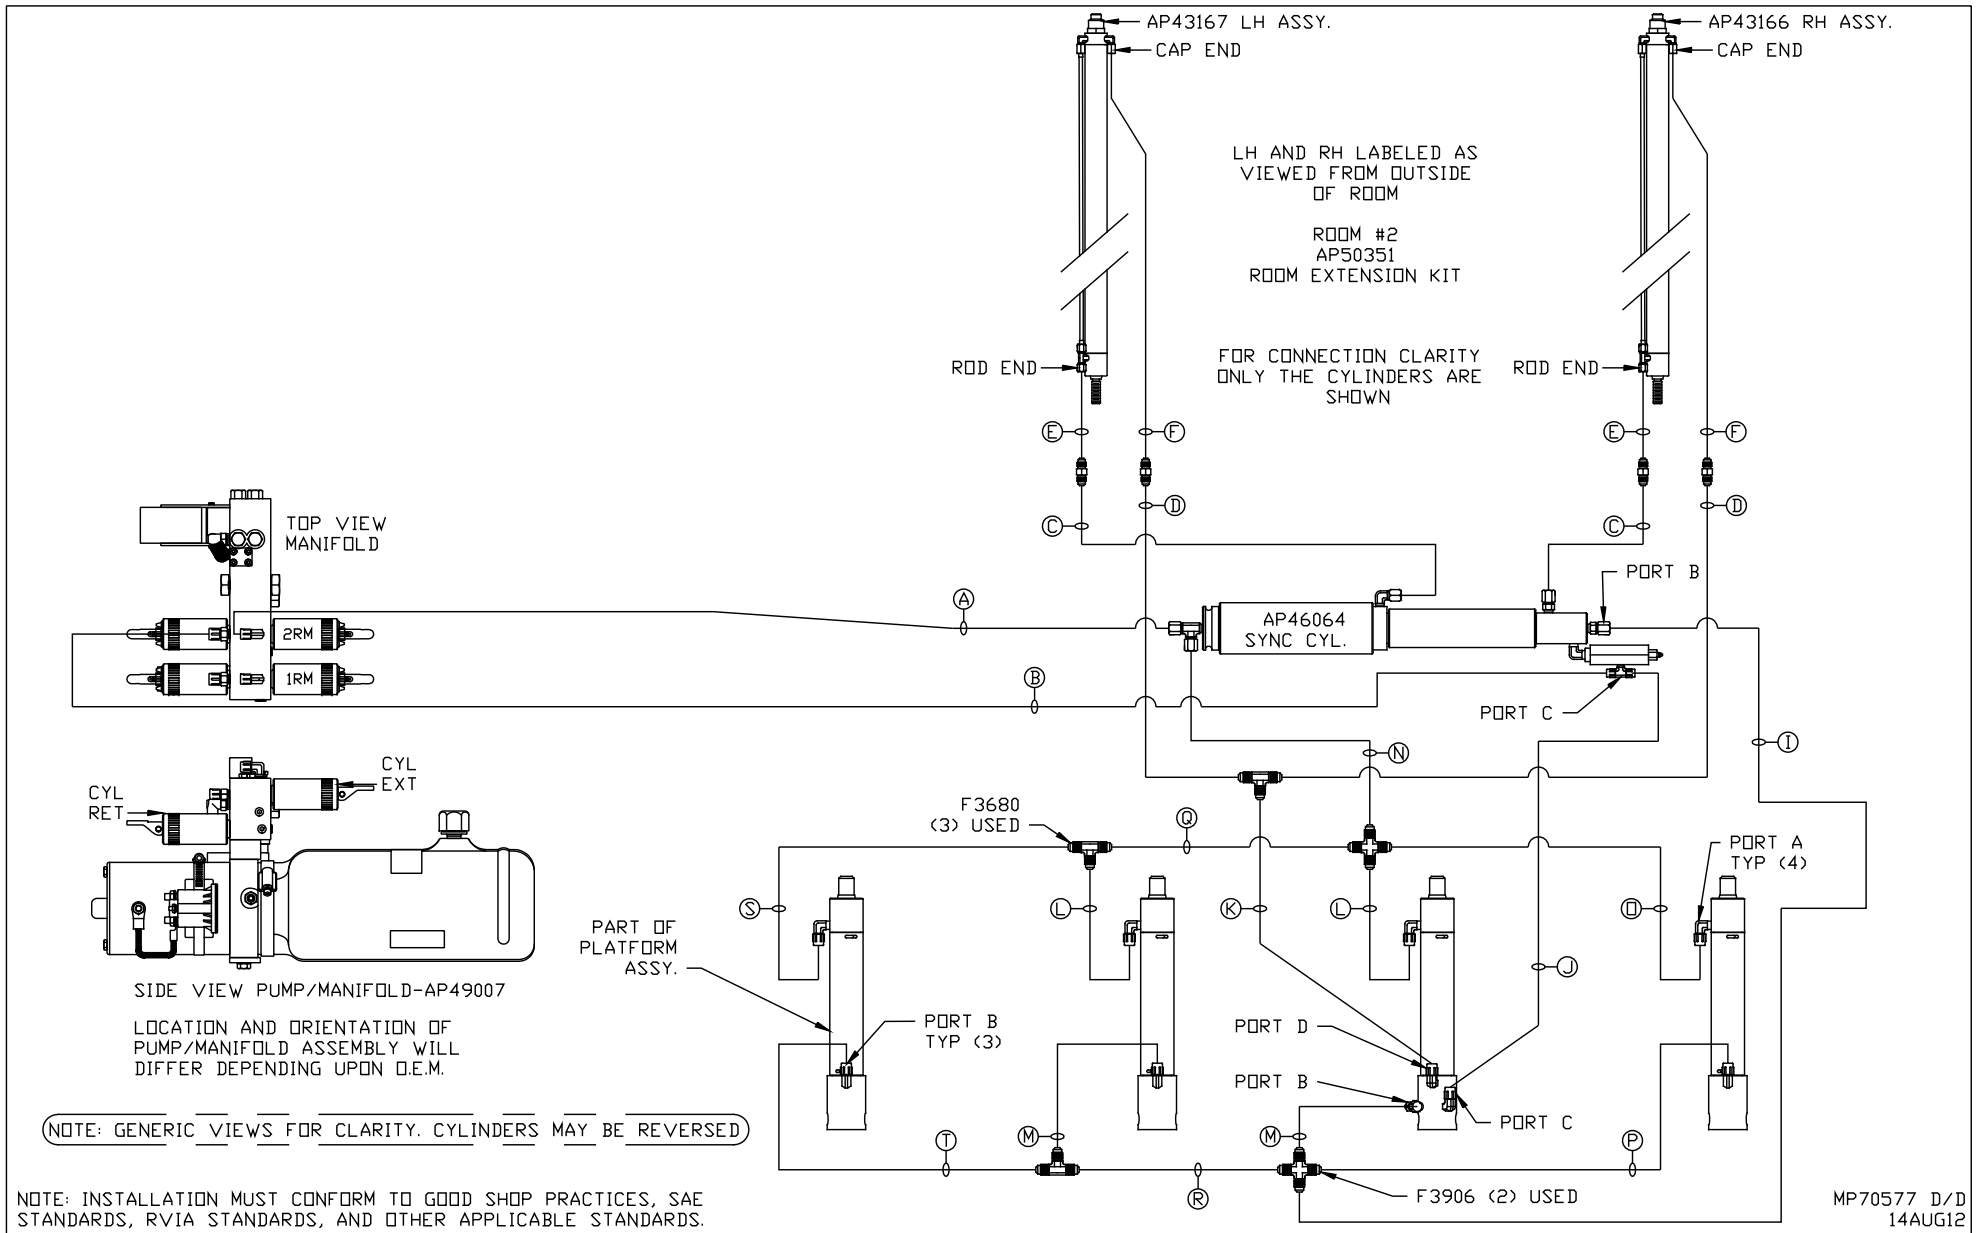 AP43167 LH ASSY.
CAP END
AP43166 RH ASSY.
CAP END
LH AND RH LABELED AS
VIEWED FROM OUTSIDE
OF ROOM
ROOM #2
AP50351
ROOM EXTENSION KIT
FOR CONNECTION CLARITY
ONLY THE CYLINDERS ARE
SHOWN
ROD END
ROD END
E
F
E
F
D
D
C
C
TOP VIEW
MANIFOLD
2RM
1RM
A
B
AP46064
SYNC CYL.
PORT B
PORT C
I
N
CYL
EXT
CYL
RET
SIDE VIEW PUMP/MANIFOLD-AP49007
LOCATION AND ORIENTATION OF
PUMP/MANIFOLD ASSEMBLY WILL
DIFFER DEPENDING UPON O.E.M.
F3680
(3) USED
Q
PORT A
TYP (4)
S
L
K
L
O
PART OF
PLATFORM
ASSY.
J
PORT B
TYP (3)
PORT D
PORT B
PORT C
NOTE: GENERIC VIEWS FOR CLARITY. CYLINDERS MAY BE REVERSED
M
M
T
R
P
F3906 (2) USED
NOTE: INSTALLATION MUST CONFORM TO GOOD SHOP PRACTICES, SAE
STANDARDS, RVIA STANDARDS, AND OTHER APPLICABLE STANDARDS.
MP70577 D/D
14AUG12